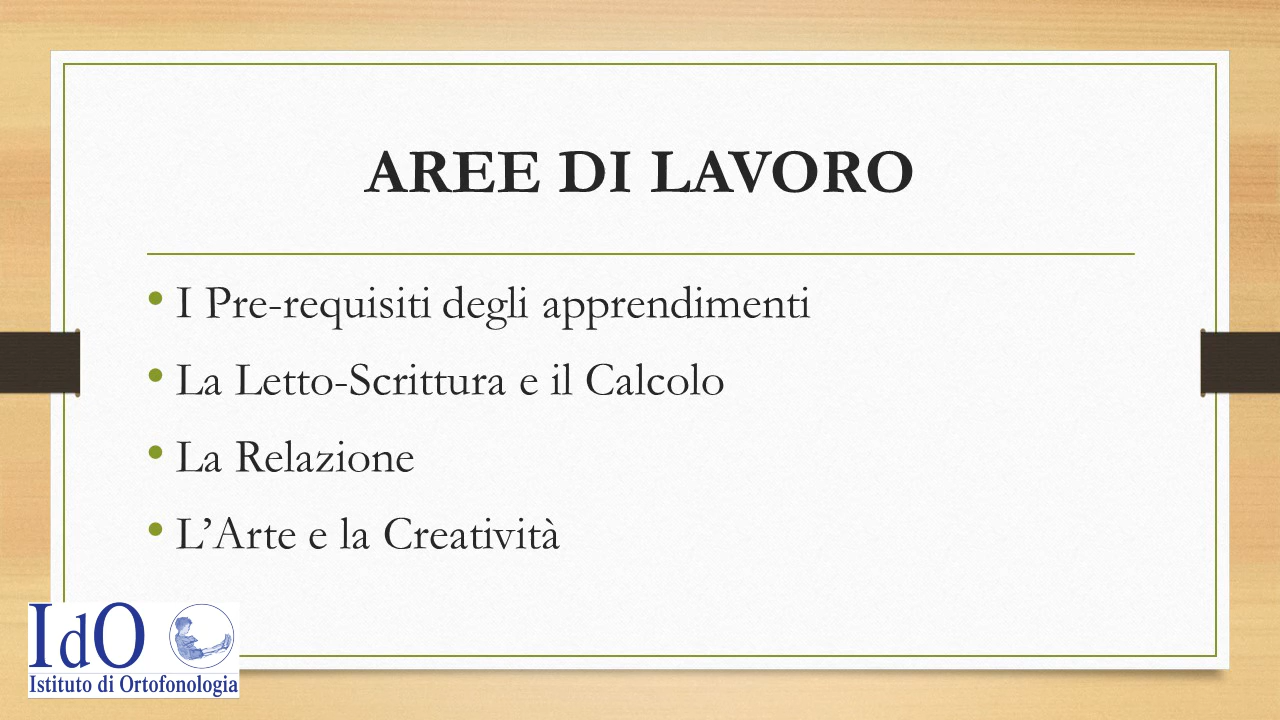 AREE DI LAVORO
• I Pre-requisiti degli apprendimenti
• La Letto-Scrittura e il Calcolo
• La Relazione
• L’Arte e la Creatività
IdO
Istituto di Ortofonologia